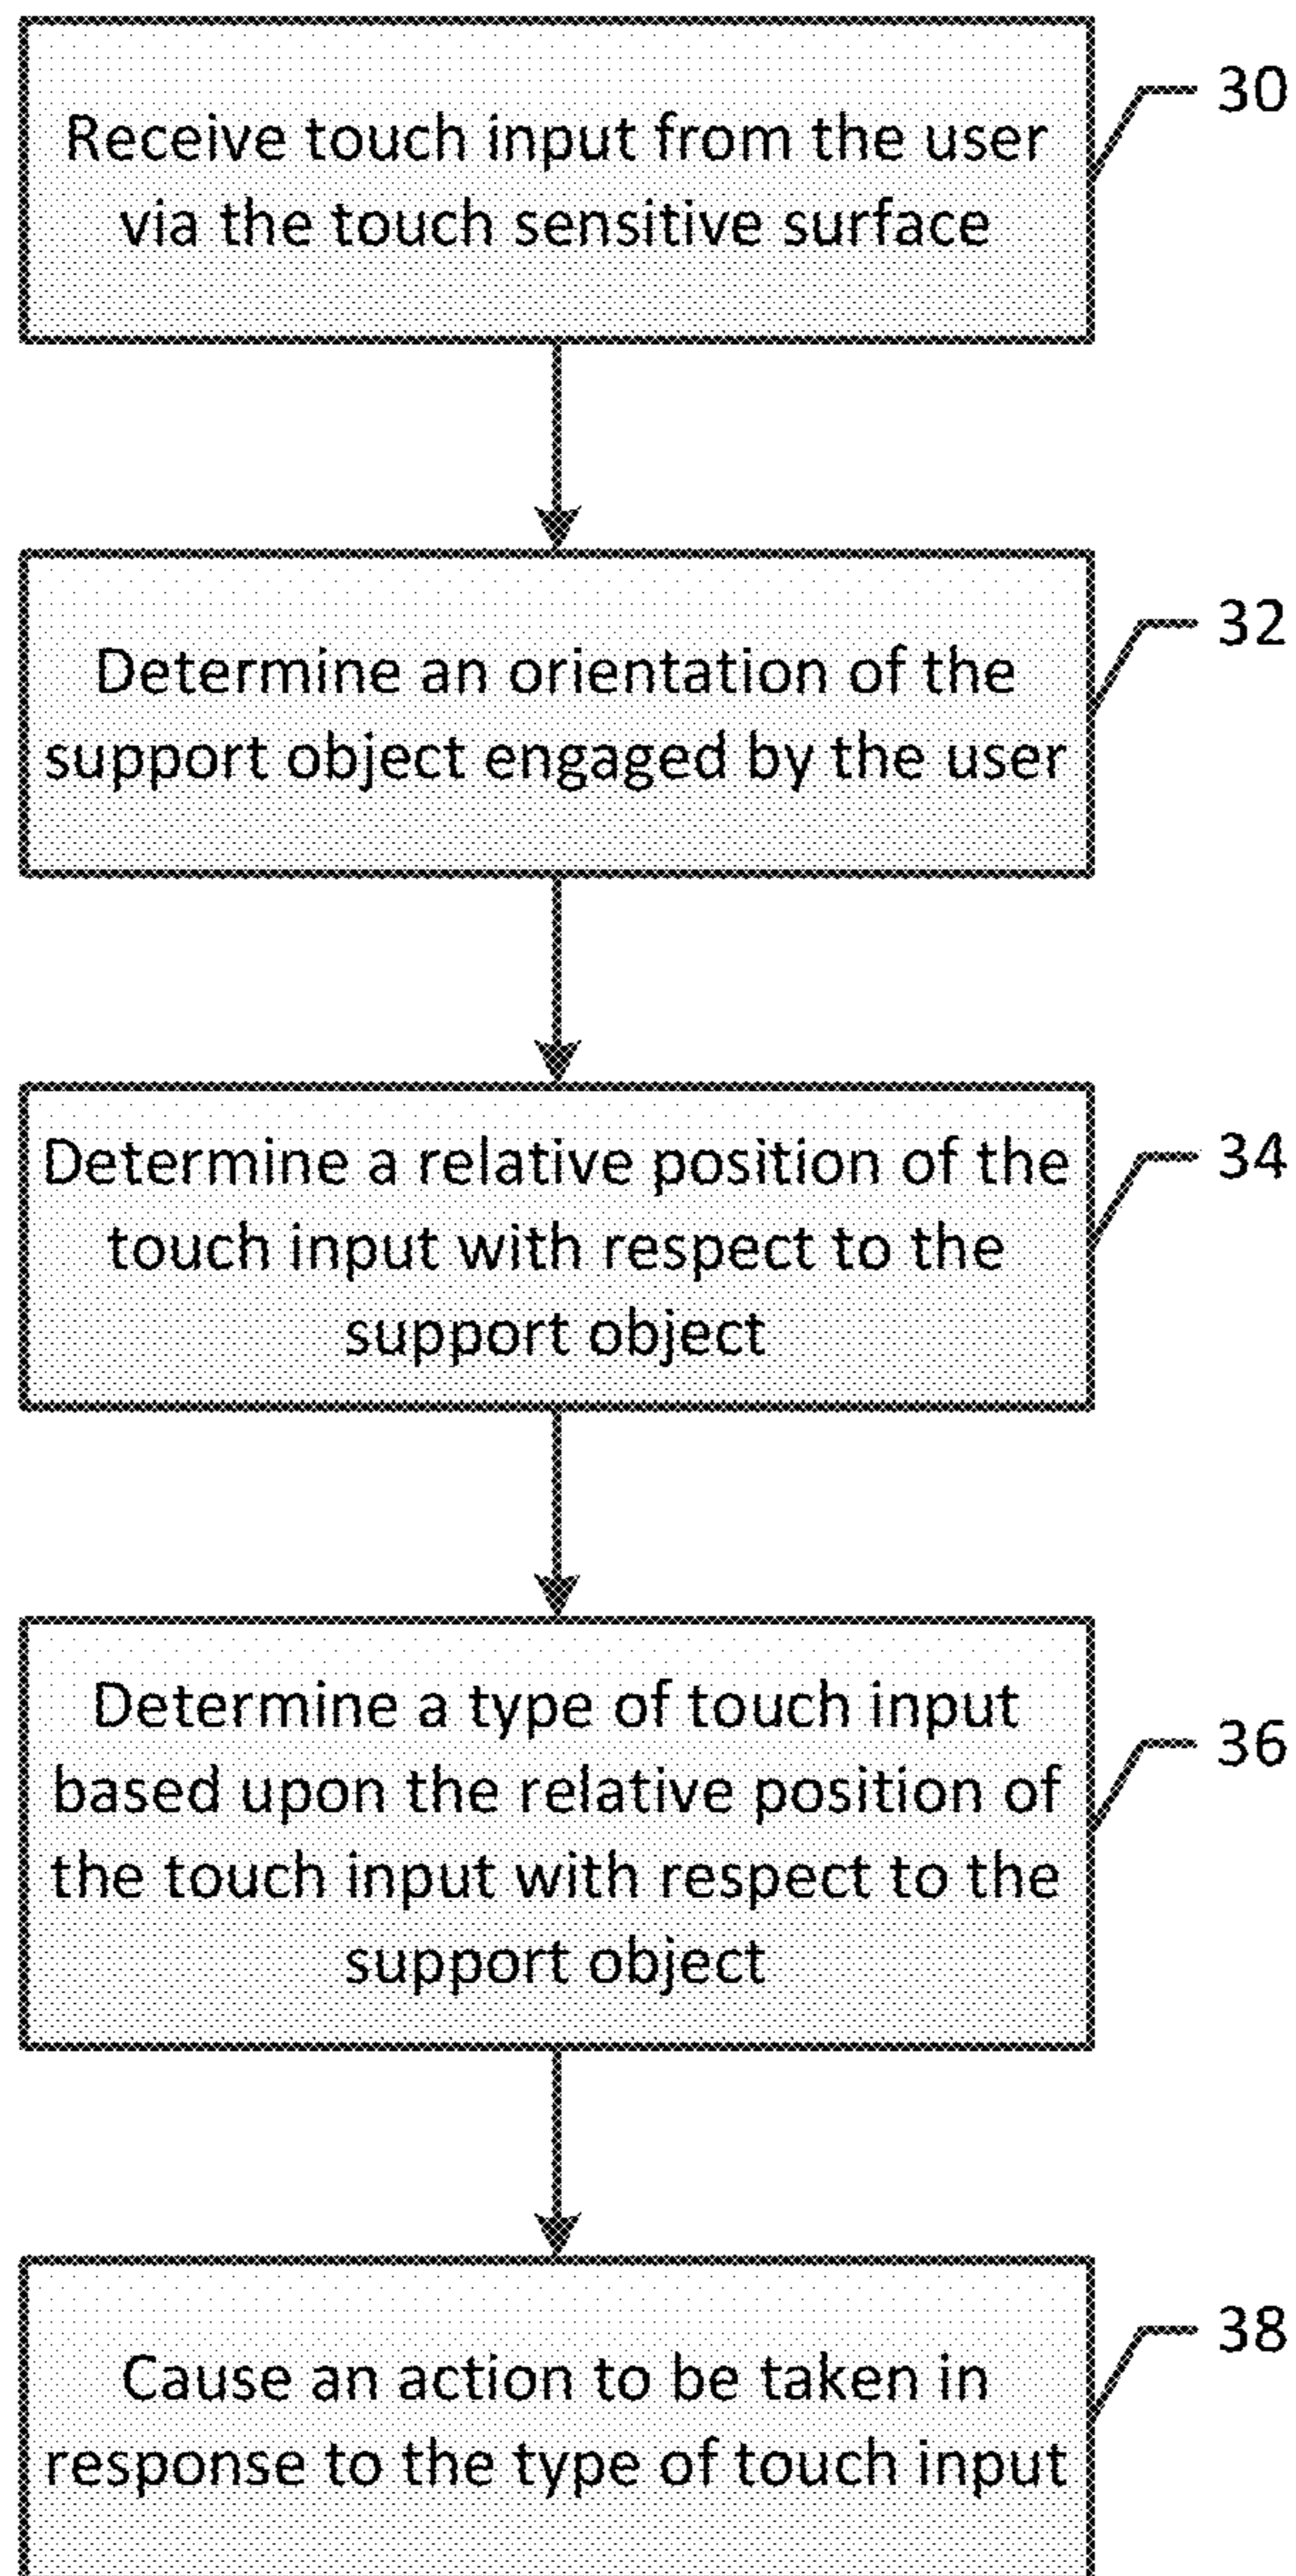 Receive touch input from the user
via the touch sensitive surface
30
Determine an orientation of the
support object engaged by the user
32
Determine a relative position of the
touch input with respect to the
support object
34
Determine a type of touch input
based upon the relative position of
the touch input with respect to the
support object
36
Cause an action to be taken in
response to the type of touch input
38